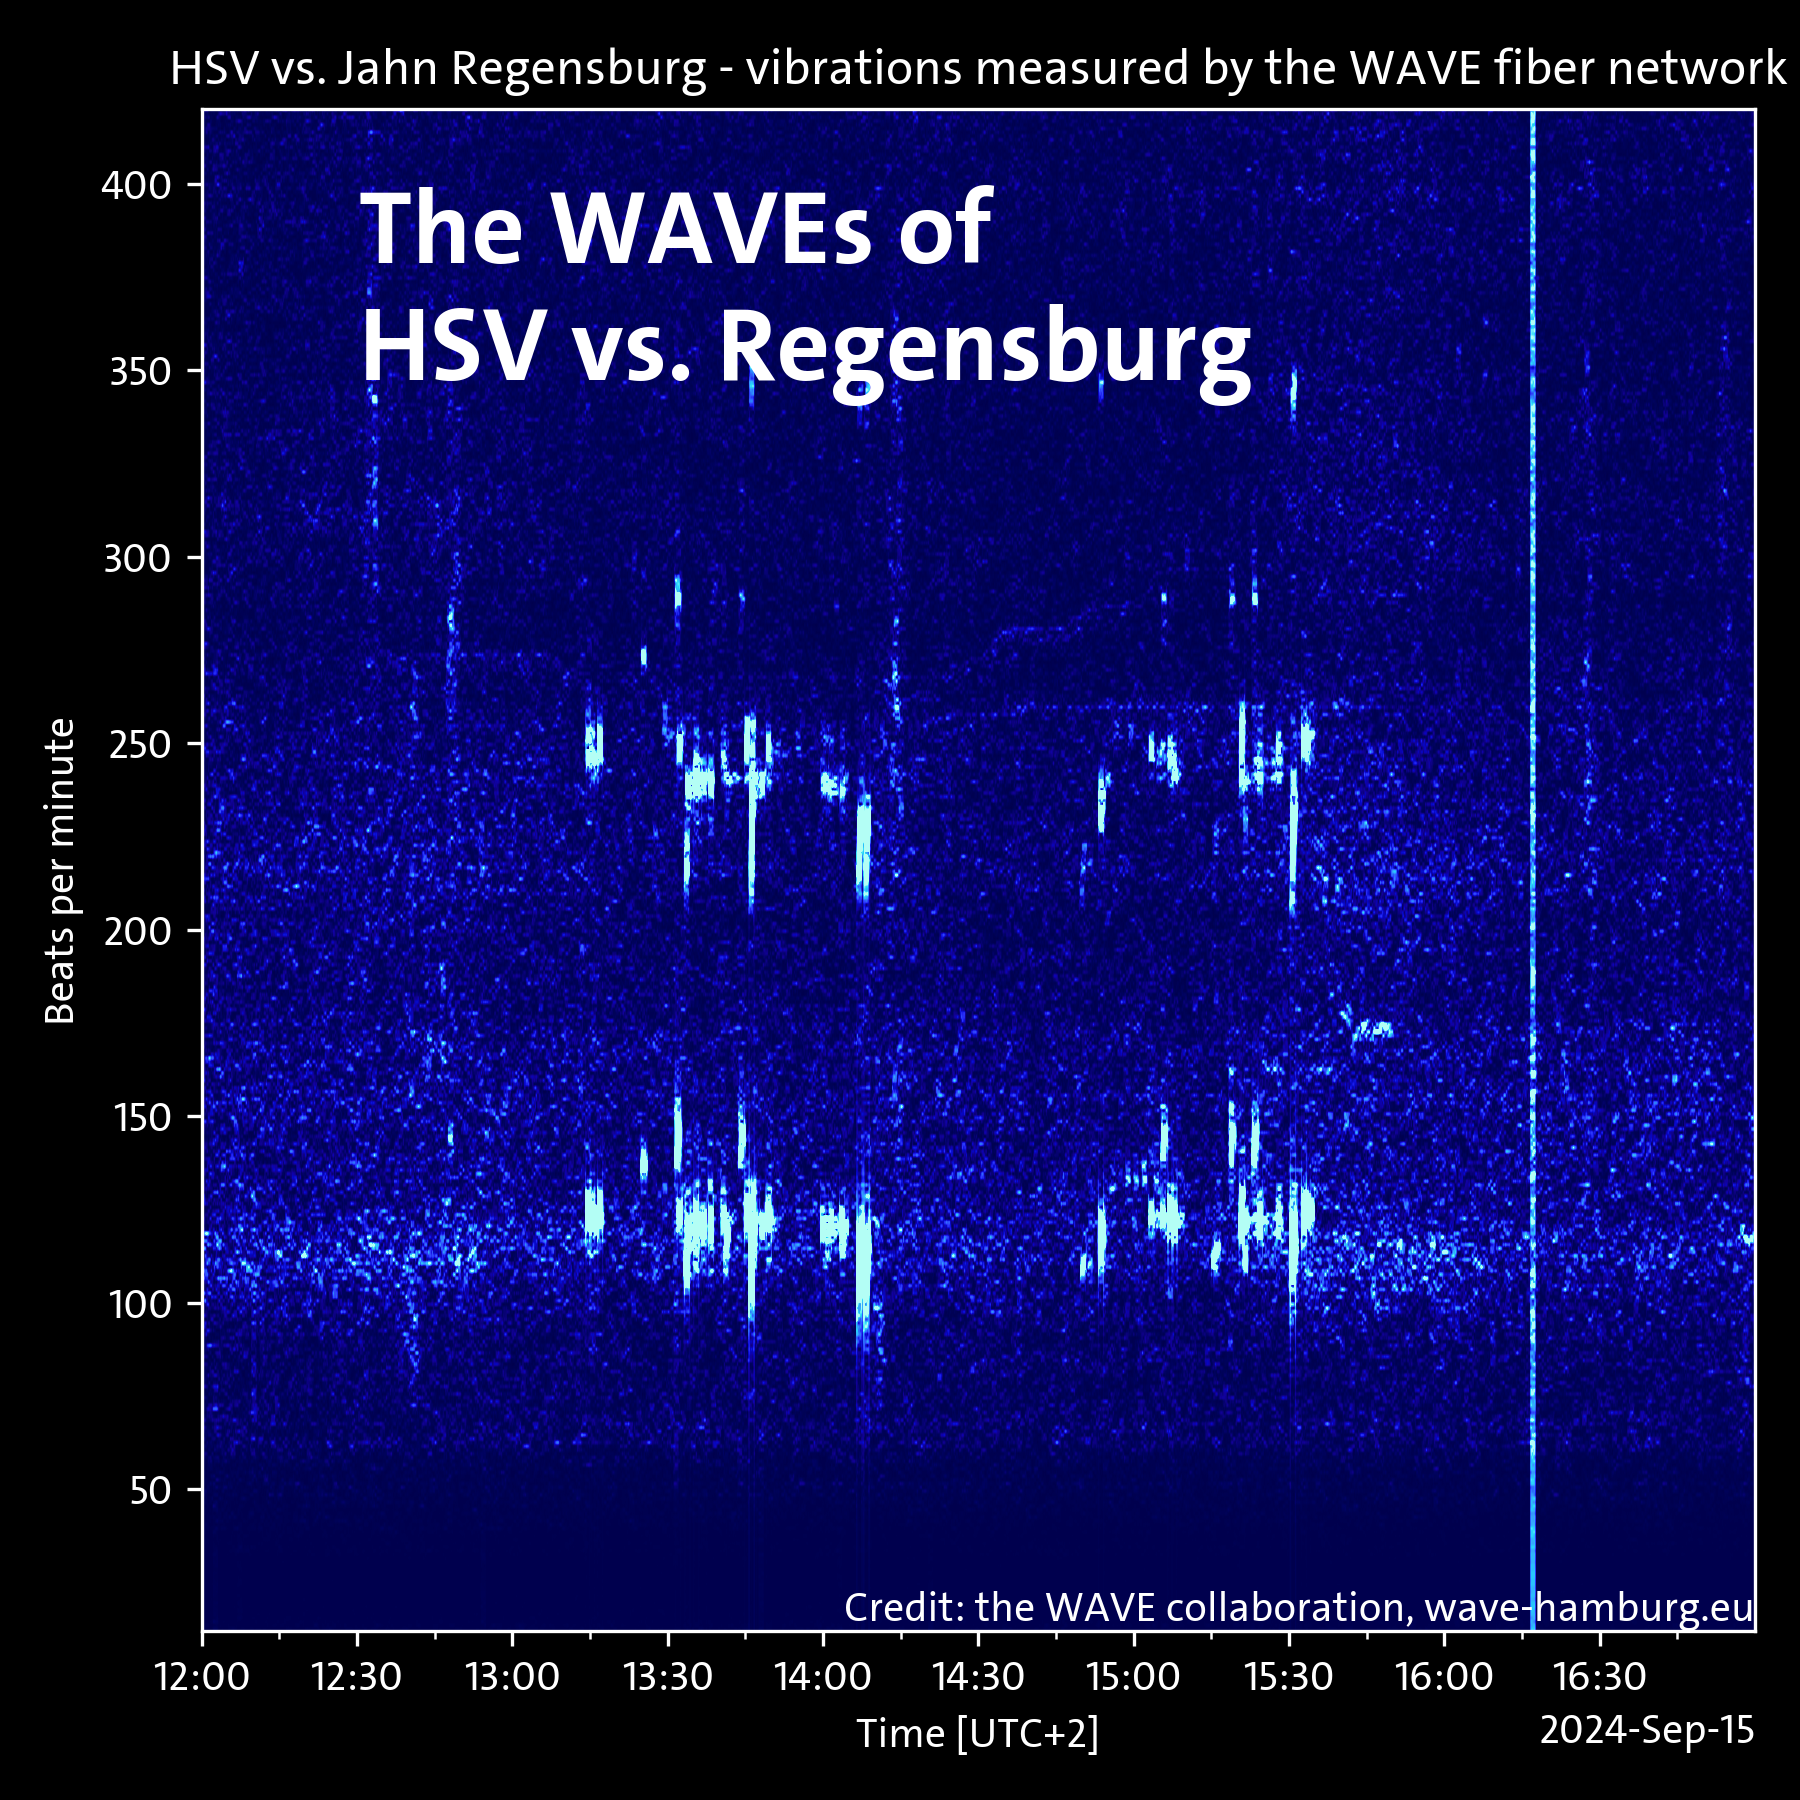 HSV vs. Jahn Regensburg - vibrations measured by the WAVE fiber network
The WAVEs of
HSV vs. Regensburg
400
350
300
250
200
150
100
50
Beats per minute
Credit: the WAVE collaboration, wave-hamburg.eu
12:00 12:30 13:00 13:30 14:00 14:30 15:00 15:30 16:00 16:30
Time [UTC+2]
2024-Sep-15